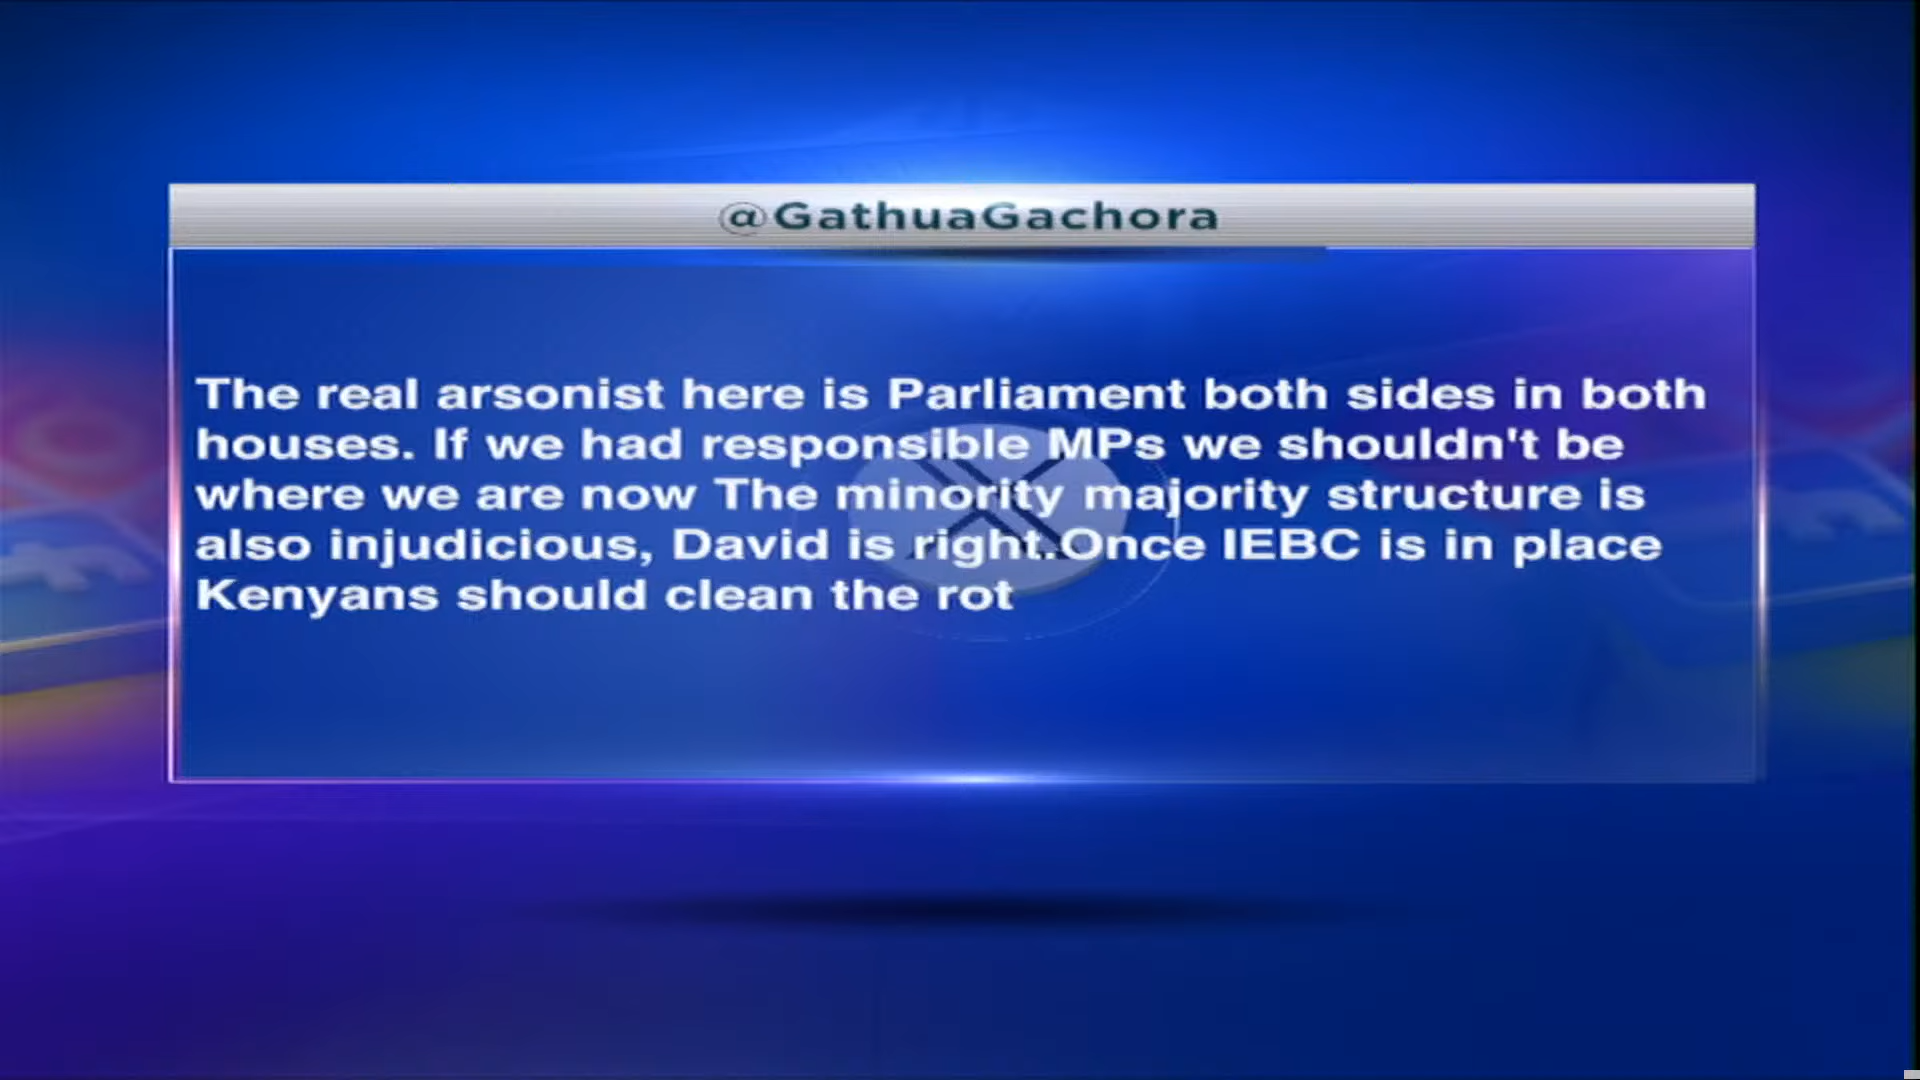 @GathuaGachora
The real arsonist here is Parliament both sides in both
houses. If we had responsible MPs we shouldn't be
where we are now The minority majority structure is
also injudicious, David is right.Once IEBC is in place
Kenyans should clean the rot